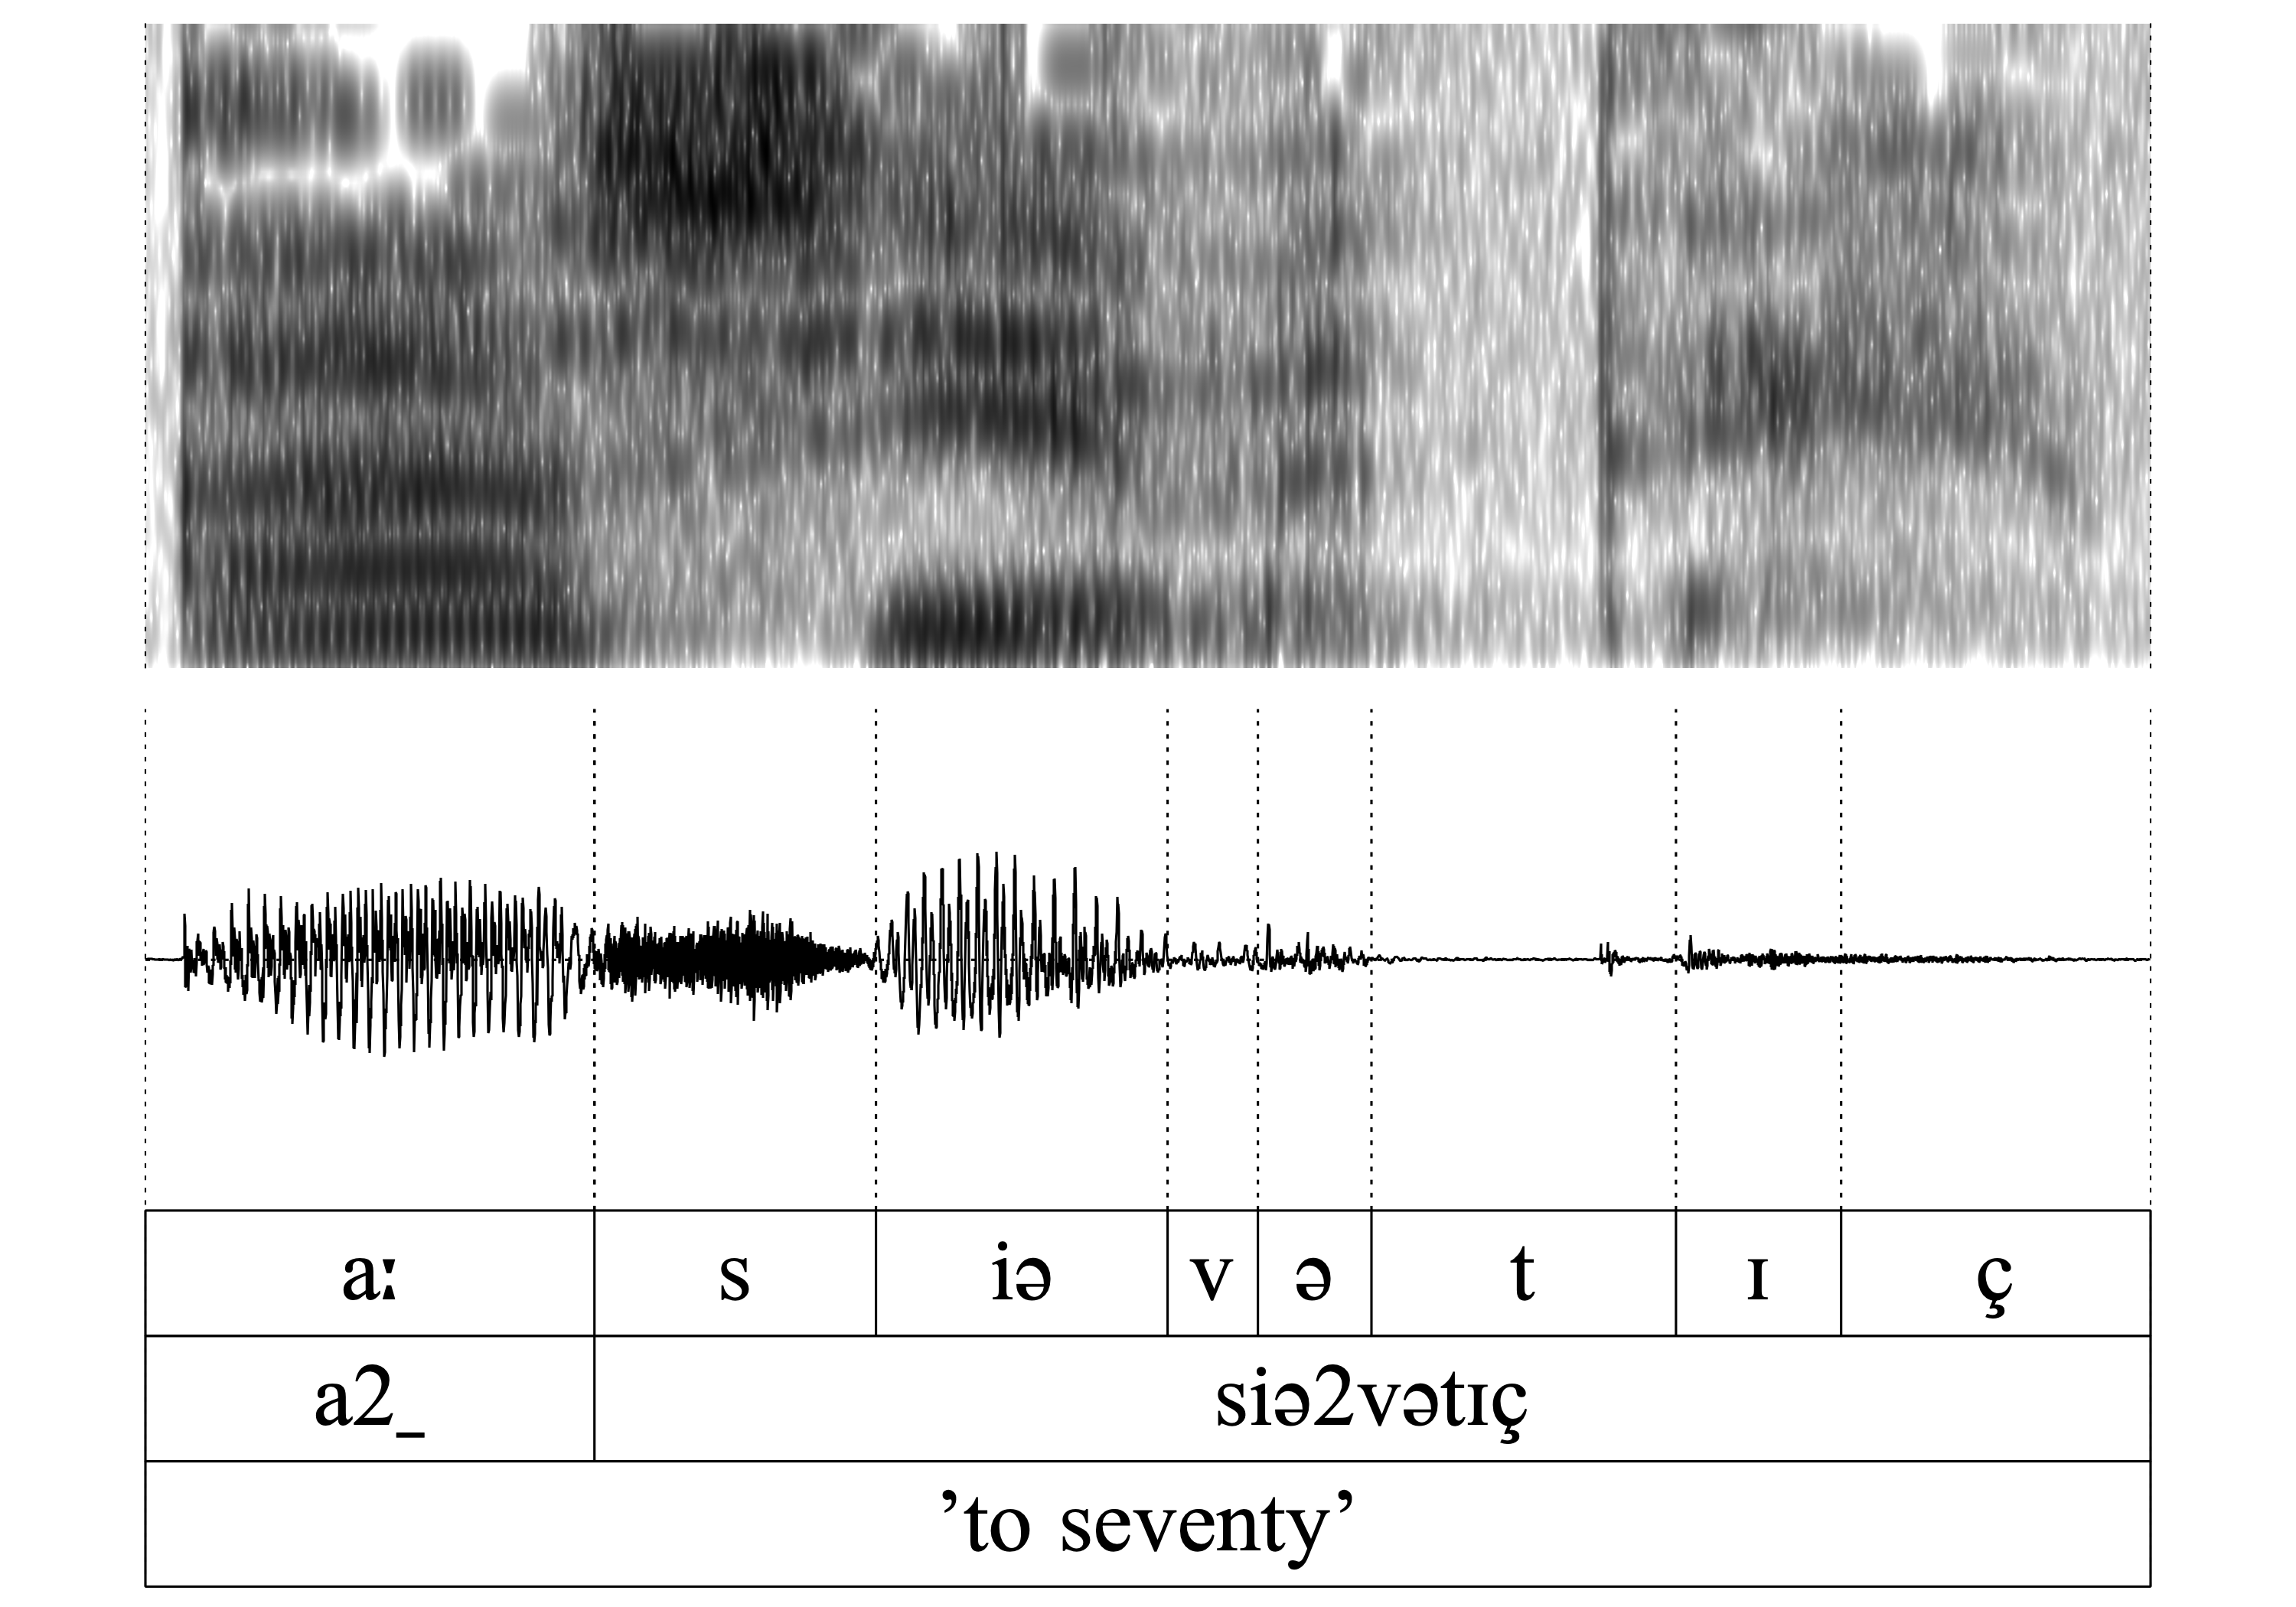 aː s iə v ə t ɪ ç
a2_ siə2vətɪç
’to seventy’